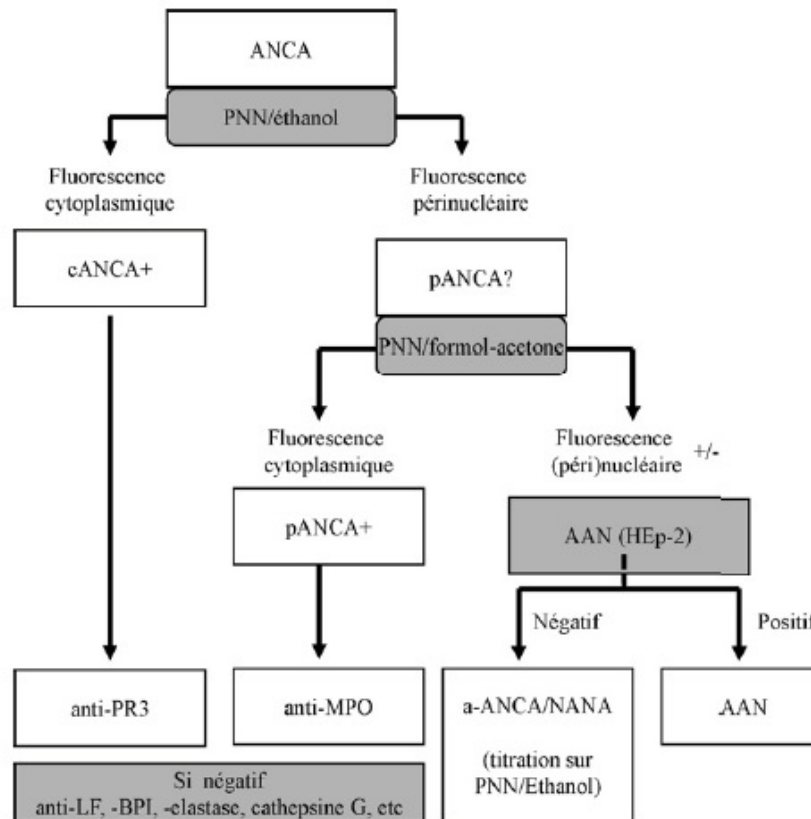 ANCA
PNN/éthanol
Fluorescence
cytoplasmique
Fluorescence
périnucléaire
cANCA+
pANCA?
PNN/formol-acetone
Fluorescence
cytoplasmique
Fluorescence
(péri)nucléaire +/-
pANCA+
AAN (HEp-2)
Négatif
Positif
anti-PR3
anti-MPO
a-ANCA/NANA
(titration sur
PNN/Ethanol)
AAN
Si négatif
anti-LF, -BPI, -elastase, cathepsine G, etc